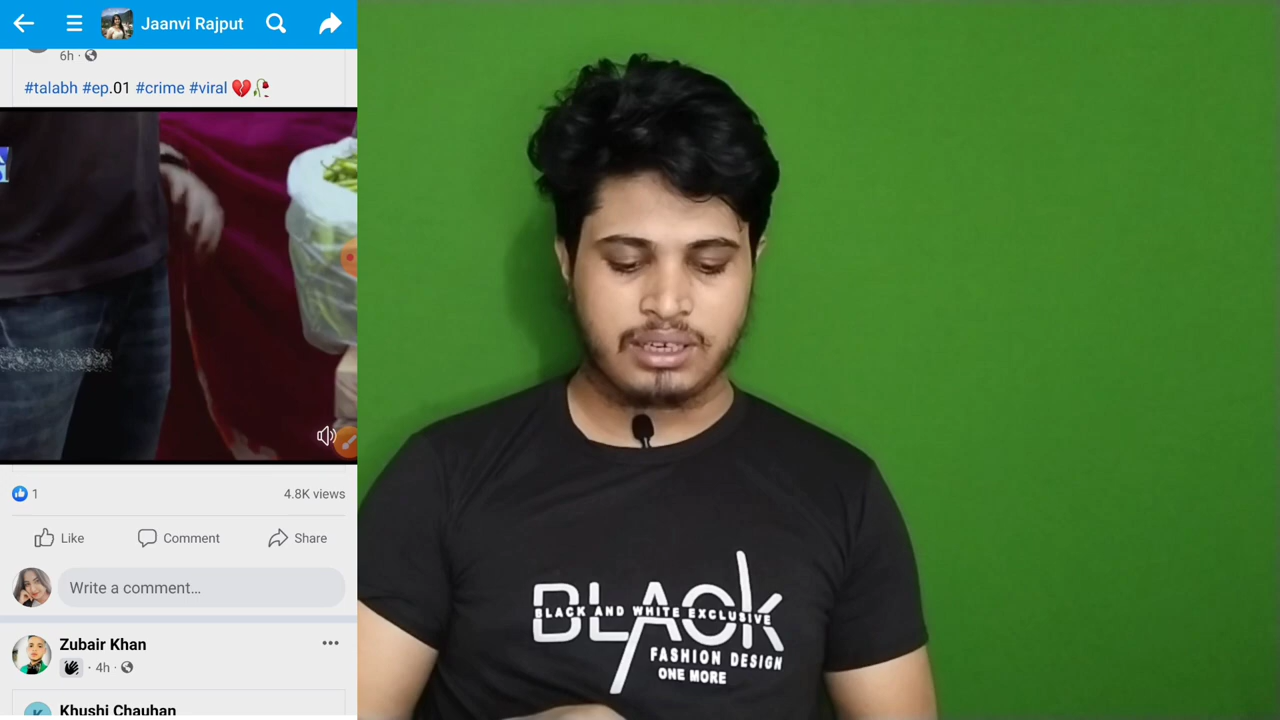 Jaanvi Rajput
6h
#talabh #ep.01 #crime #viral 💔🥀
1
4.8K views
Like
Comment
Share
Write a comment...
Zubair Khan
4h
K
Khushi Chauhan
BLACK
BLACK AND WHITE EXCLUSIVE
FASHION DESIGN
ONE MORE